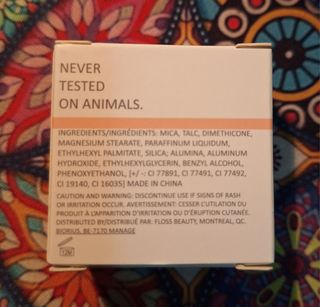 NEVER
TESTED
ON ANIMALS.
INGREDIENTS/INGRÉDIENTS: MICA, TALC, DIMETHICONE,
MAGNESIUM STEARATE, PARAFFINUM LIQUIDUM,
ETHYLHEXYL PALMITATE, SILICA; ALUMINA, ALUMINUM
HYDROXIDE, ETHYLHEXYLGLYCERIN, BENZYL ALCOHOL,
PHENOXYETHANOL, [+/ -: CI 77891, CI 77491, CI 77492,
CI 19140, CI 16035] MADE IN CHINA
CAUTION AND WARNING: DISCONTINUE USE IF SIGNS OF RASH
OR IRRITATION OCCUR. AVERTISSEMENT: CESSER L'UTILATION DU
PRODUIT À L'APPARITION D'IRRITATION OU D'ÉRUPTION CUTANÉE.
DISTRIBUTED BY/DISTRIBUÉ PAR: FLOSS BEAUTY, MONTREAL, QC.
BIORIUS, BE-7170 MANAGE
12M